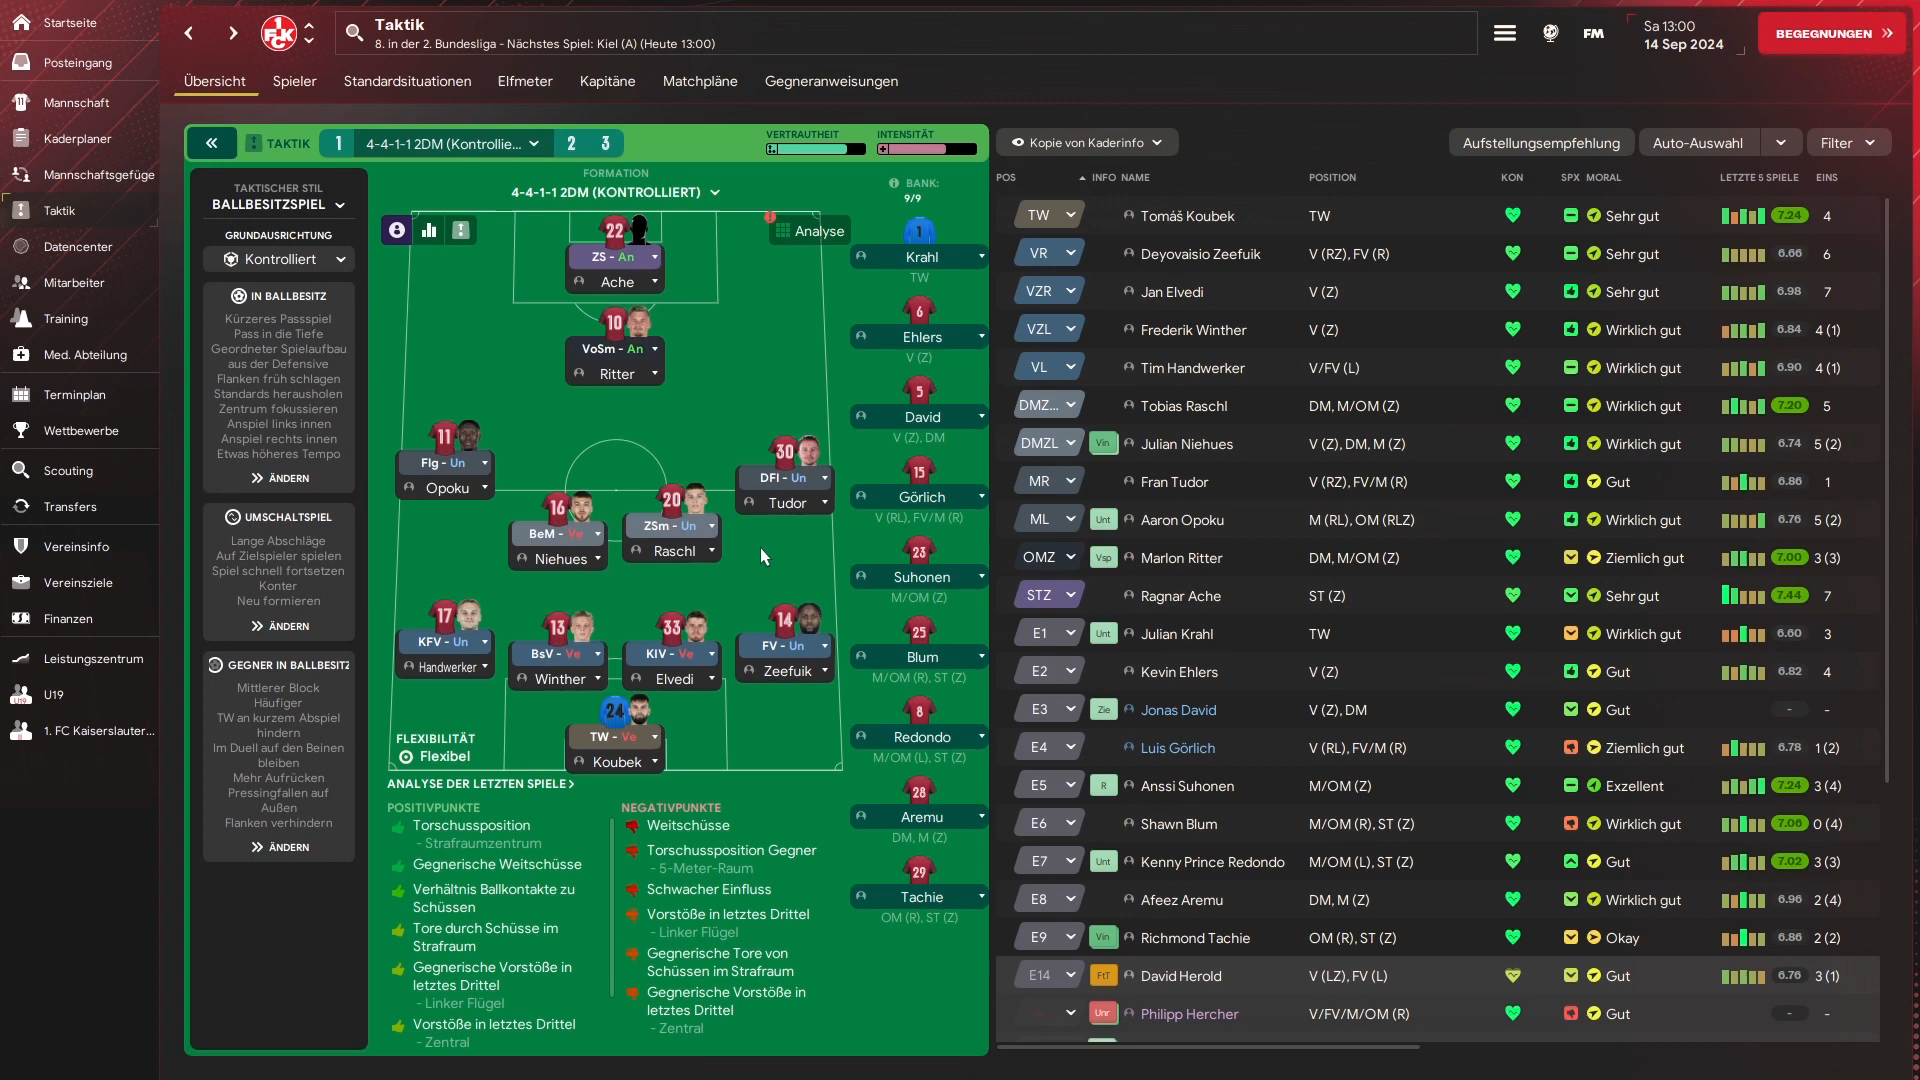 Startseite
Posteingang
Mannschaft
Kaderplaner
Mannschaftsgefüge
Taktik
Datencenter
Mitarbeiter
Training
Med. Abteilung
Terminplan
Wettbewerbe
Scouting
Transfers
Vereinsinfo
Vereinsziele
Finanzen
Leistungszentrum
U19
1. FC Kaiserslauter...
Taktik
8. in der 2. Bundesliga - Nächstes Spiel: Kiel (A) (Heute 13:00)
FM
Sa 13:00
14 Sep 2024
BEGEGNUNGEN
Übersicht Spieler Standardsituationen Elfmeter Kapitäne Matchpläne Gegneranweisungen
TAKTIK 1 4-4-1-1 2DM (Kontrollie... 2 3
VERTRAUTHEIT INTENSITÄT
TAKTISCHER STIL
BALLBESITZSPIEL
GRUNDAUSRICHTUNG
Kontrolliert
IN BALLBESITZ
Kürzeres Passspiel
Pass in die Tiefe
Geordneter Spielaufbau
aus der Defensive
Flanken früh schlagen
Standards herausholen
Zentrum fokussieren
Anspiel links innen
Anspiel rechts innen
Etwas höheres Tempo
ÄNDERN
UMSCHALTSPIEL
Lange Abschläge
Auf Zielspieler spielen
Spiel schnell fortsetzen
Konter
Neu formieren
ÄNDERN
GEGNER IN BALLBESITZ
Mittlerer Block
Häufiger
TW an kurzem Abspiel
hindern
Im Duell auf den Beinen
bleiben
Mehr Aufrücken
Pressingfallen auf
Außen
Flanken verhindern
ÄNDERN
FORMATION
4-4-1-1 2DM (KONTROLLIERT)
Analyse
22
ZS - An
Ache
10
VoSm - An
Ritter
11
Flg - Un
Opoku
30
DFl - Un
Tudor
16
BeM - Ve
Niehues
20
ZSm - Un
Raschl
17
KFV - Un
Handwerker
13
BsV - Ve
Winther
33
KIV - Ve
Elvedi
14
FV - Un
Zeefuik
24
TW - Ve
Koubek
FLEXIBILITÄT
Flexibel
BANK:
9/9
1
Krahl
TW
6
Ehlers
V (Z)
5
David
V (Z), DM
15
Görlich
V (RL), FV/M (R)
23
Suhonen
M/OM (Z)
25
Blum
M/OM (R), ST (Z)
8
Redondo
M/OM (L), ST (Z)
28
Aremu
DM, M (Z)
29
Tachie
OM (R), ST (Z)
ANALYSE DER LETZTEN SPIELE >
POSITIVPUNKTE
Torschussposition
- Strafraumzentrum
Gegnerische Weitschüsse
Verhältnis Ballkontakte zu
Schüssen
Tore durch Schüsse im
Strafraum
Gegnerische Vorstöße in
letztes Drittel
- Linker Flügel
Vorstöße in letztes Drittel
- Zentral
NEGATIVPUNKTE
Weitschüsse
Torschussposition Gegner
- 5-Meter-Raum
Schwacher Einfluss
Vorstöße in letztes Drittel
- Linker Flügel
Gegnerische Tore von
Schüssen im Strafraum
Gegnerische Vorstöße in
letztes Drittel
- Zentral
Kopie von Kaderinfo Aufstellungsempfehlung Auto-Auswahl Filter
POS INFO NAME POSITION KON SPX MORAL LETZTE 5 SPIELE EINS
TW Tomáš Koubek TW Sehr gut 7.24 4
VR Deyovaisio Zeefuik V (RZ), FV (R) Sehr gut 6.66 6
VZR Jan Elvedi V (Z) Sehr gut 6.98 7
VZL Frederik Winther V (Z) Wirklich gut 6.84 4 (1)
VL Tim Handwerker V/FV (L) Wirklich gut 6.90 4 (1)
DMZ... Tobias Raschl DM, M/OM (Z) Wirklich gut 7.20 5
DMZL Vin Julian Niehues V (Z), DM, M (Z) Wirklich gut 6.74 5 (2)
MR Fran Tudor V (RZ), FV/M (R) Gut 6.86 1
ML Unt Aaron Opoku M (RL), OM (RLZ) Wirklich gut 6.76 5 (2)
OMZ Vsp Marlon Ritter DM, M/OM (Z) Ziemlich gut 7.00 3 (3)
STZ Ragnar Ache ST (Z) Sehr gut 7.44 7
E1 Unt Julian Krahl TW Wirklich gut 6.60 3
E2 Kevin Ehlers V (Z) Gut 6.82 4
E3 Zie Jonas David V (Z), DM Gut - -
E4 Luis Görlich V (RL), FV/M (R) Ziemlich gut 6.78 1 (2)
E5 R Anssi Suhonen M/OM (Z) Exzellent 7.24 3 (4)
E6 Shawn Blum M/OM (R), ST (Z) Wirklich gut 7.06 0 (4)
E7 Unt Kenny Prince Redondo M/OM (L), ST (Z) Gut 7.02 3 (3)
E8 Afeez Aremu DM, M (Z) Wirklich gut 6.96 2 (4)
E9 Vin Richmond Tachie OM (R), ST (Z) Okay 6.86 2 (2)
E14 FtT David Herold V (LZ), FV (L) Gut 6.76 3 (1)
Unr Philipp Hercher V/FV/M/OM (R) Gut - -